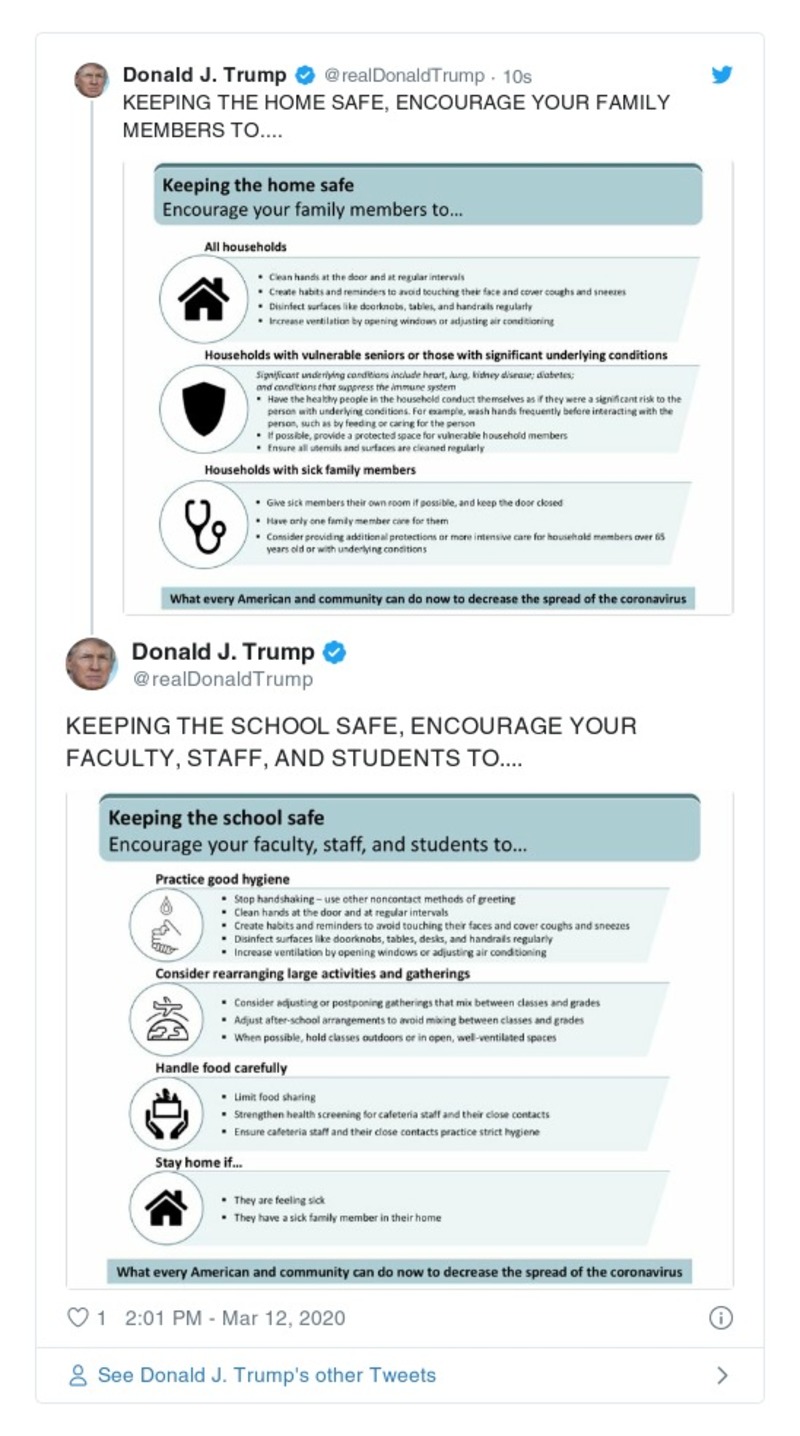 Donald J. Trump @realDonaldTrump · 10s
KEEPING THE HOME SAFE, ENCOURAGE YOUR FAMILY
MEMBERS TO....
Keeping the home safe
Encourage your family members to...
All households
▪ Clean hands at the door and at regular intervals
▪ Create habits and reminders to avoid touching their face and cover coughs and sneezes
▪ Disinfect surfaces like doorknobs, tables, and handrails regularly
▪ Increase ventilation by opening windows or adjusting air conditioning
Households with vulnerable seniors or those with significant underlying conditions
Significant underlying conditions include heart, lung, kidney disease; diabetes;
and conditions that suppress the immune system
▪ Have the healthy people in the household conduct themselves as if they were a significant risk to the
person with underlying conditions. For example, wash hands frequently before interacting with the
person, such as by feeding or caring for the person
▪ If possible, provide a protected space for vulnerable household members
▪ Ensure all utensils and surfaces are cleaned regularly
Households with sick family members
▪ Give sick members their own room if possible, and keep the door closed
▪ Have only one family member care for them
▪ Consider providing additional protections or more intensive care for household members over 65
years old or with underlying conditions
What every American and community can do now to decrease the spread of the coronavirus
Donald J. Trump
@realDonaldTrump
KEEPING THE SCHOOL SAFE, ENCOURAGE YOUR
FACULTY, STAFF, AND STUDENTS TO....
Keeping the school safe
Encourage your faculty, staff, and students to...
Practice good hygiene
▪ Stop handshaking – use other noncontact methods of greeting
▪ Clean hands at the door and at regular intervals
▪ Create habits and reminders to avoid touching their faces and cover coughs and sneezes
▪ Disinfect surfaces like doorknobs, tables, desks, and handrails regularly
▪ Increase ventilation by opening windows or adjusting air conditioning
Consider rearranging large activities and gatherings
▪ Consider adjusting or postponing gatherings that mix between classes and grades
▪ Adjust after-school arrangements to avoid mixing between classes and grades
▪ When possible, hold classes outdoors or in open, well-ventilated spaces
Handle food carefully
▪ Limit food sharing
▪ Strengthen health screening for cafeteria staff and their close contacts
▪ Ensure cafeteria staff and their close contacts practice strict hygiene
Stay home if...
▪ They are feeling sick
▪ They have a sick family member in their home
What every American and community can do now to decrease the spread of the coronavirus
1 2:01 PM - Mar 12, 2020
See Donald J. Trump's other Tweets